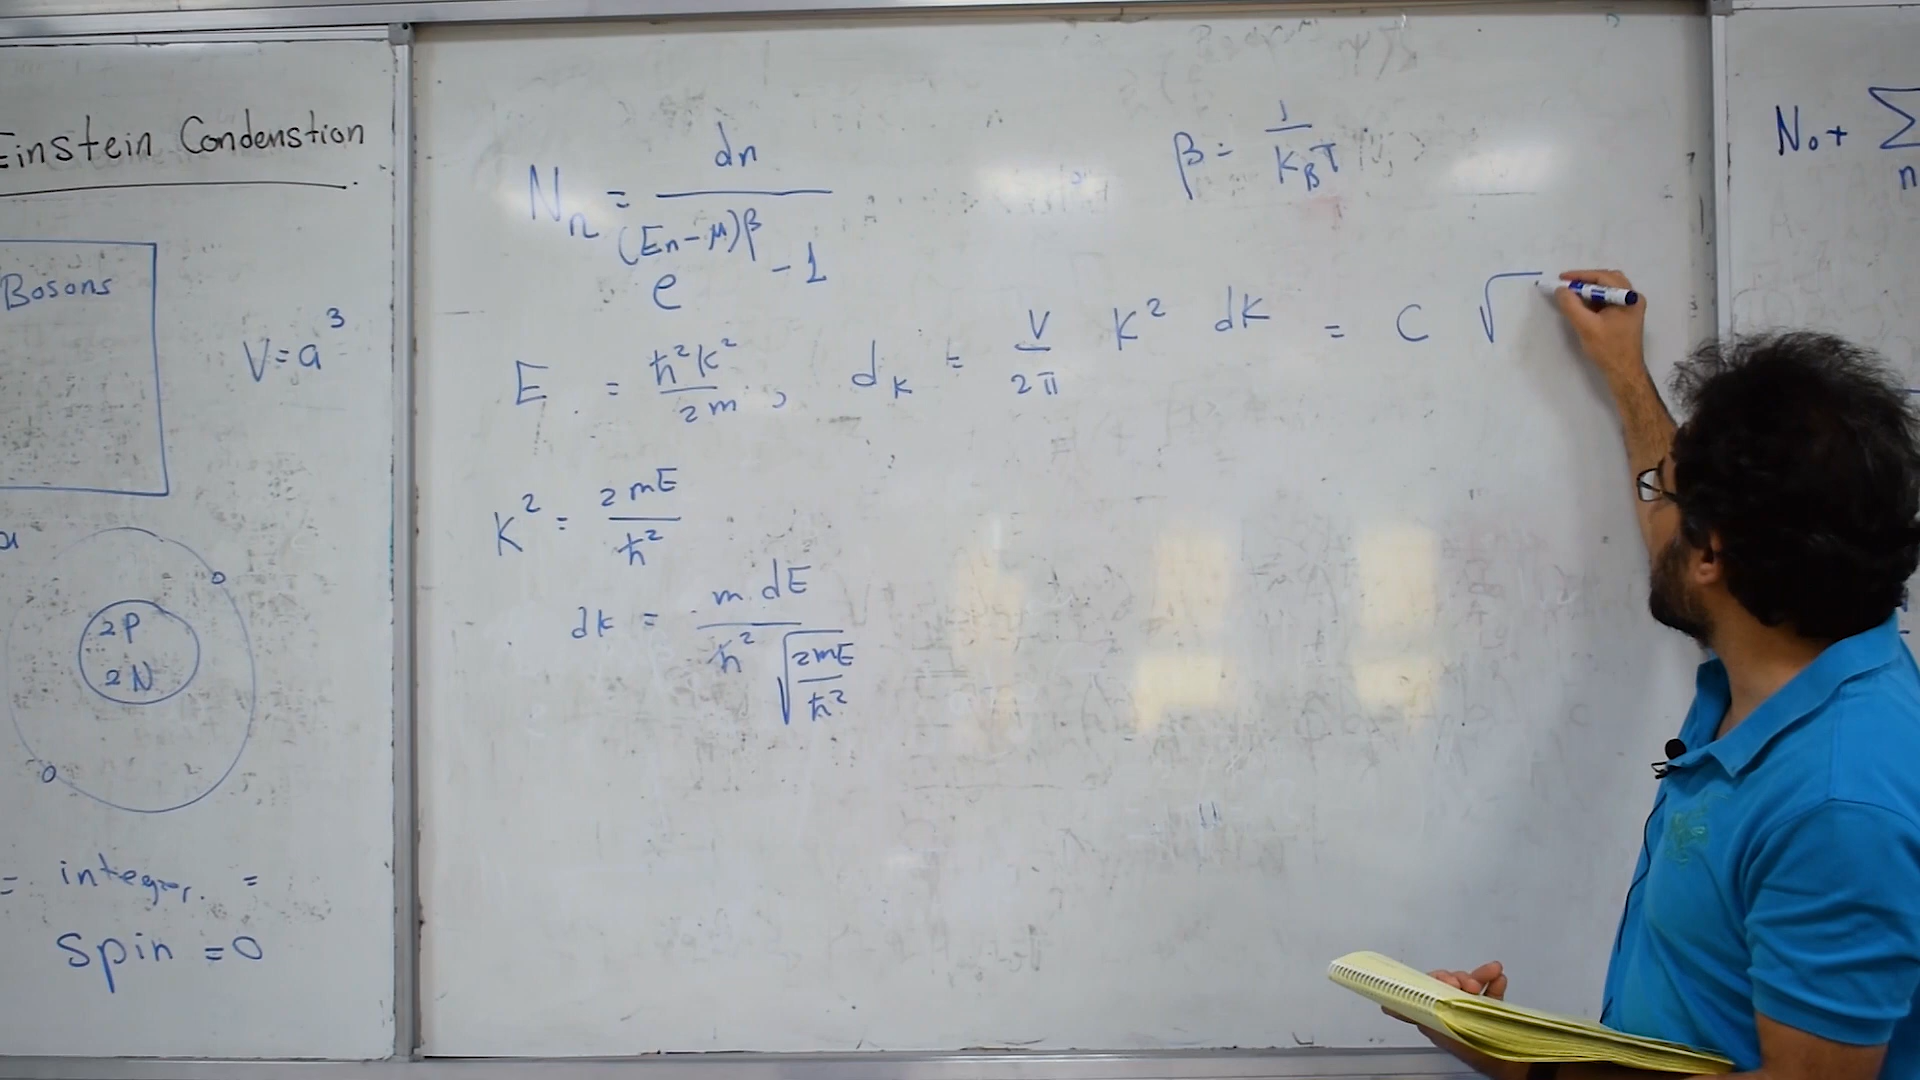 Einstein Condenstion
Bosons
V = a³
2P
2N
= integer. =
Spin = 0
Nₙ = dn / e^((En - μ)β) - 1
β = 1 / K_B T
E = ħ²k² / 2m , d_K = V / 2π K² dK = C √
K² = 2mE / ħ²
dk = m dE / ħ² √(2mE / ħ²)
N₀ + Σ n